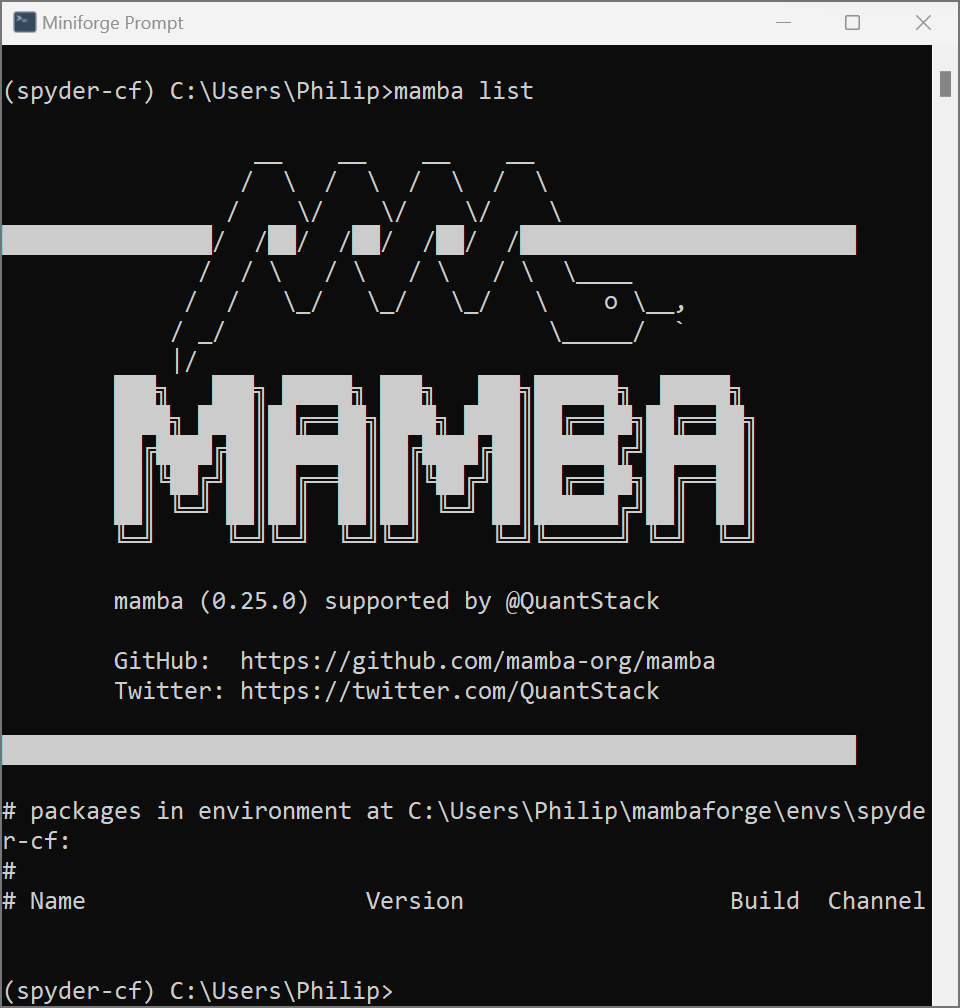 Miniforge Prompt
(spyder-cf) C:\Users\Philip>mamba list
MAMBA
mamba (0.25.0) supported by @QuantStack
GitHub:  https://github.com/mamba-org/mamba
Twitter: https://twitter.com/QuantStack
# packages in environment at C:\Users\Philip\mambaforge\envs\spyde
r-cf:
#
# Name                    Version                   Build  Channel
(spyder-cf) C:\Users\Philip>